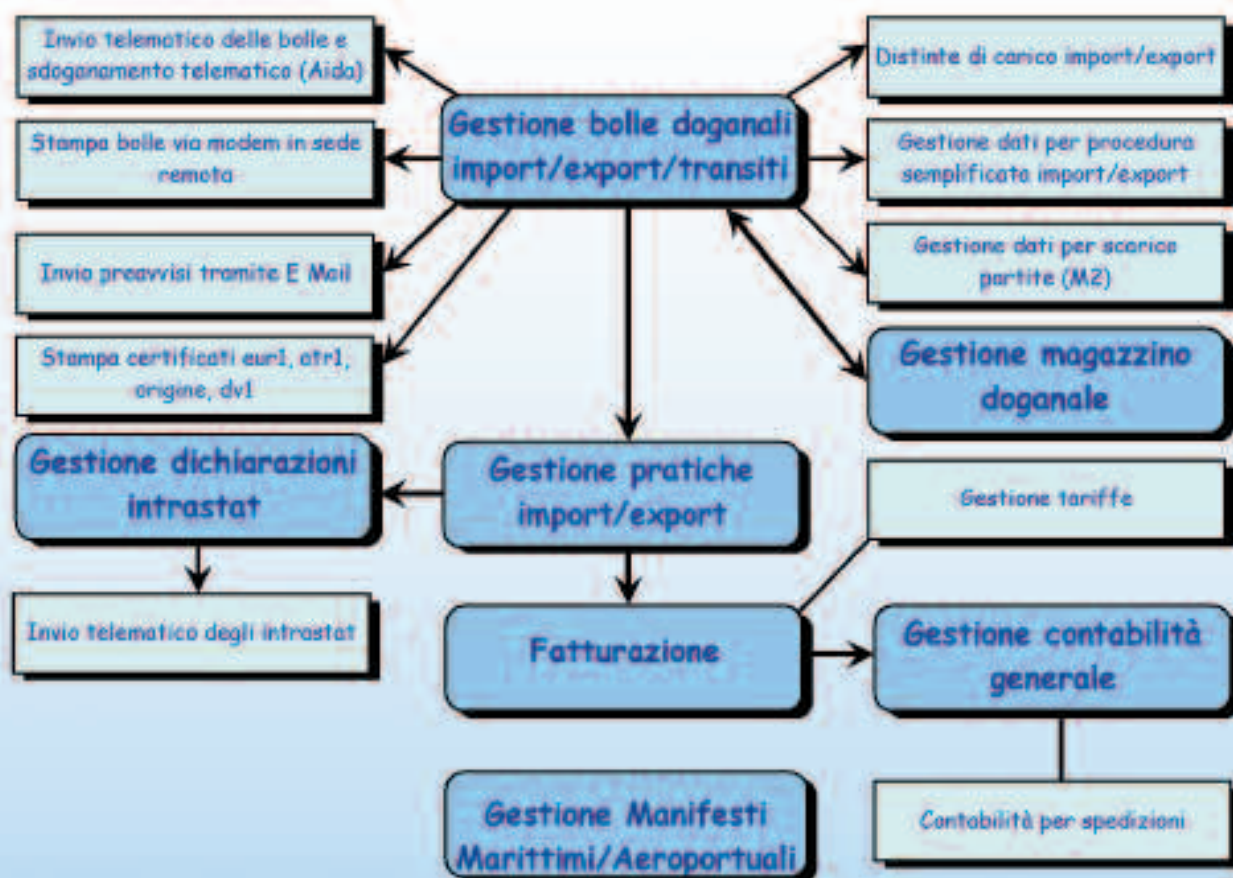 Invio telematico delle bolle e
sdoganamento telematico (Aida)
Distinte di carico import/export
Gestione bolle doganali
import/export/transiti
Stampa bolle via modem in sede
remota
Gestione dati per procedura
semplificata import/export
Invio preavvisi tramite E Mail
Gestione dati per scarico
partite (M2)
Stampa certificati eur1, atr1,
origine, dv1
Gestione magazzino
doganale
Gestione dichiarazioni
intrastat
Gestione pratiche
import/export
Gestione tariffe
Invio telematico degli intrastat
Fatturazione
Gestione contabilità
generale
Gestione Manifesti
Marittimi/Aeroportuali
Contabilità per spedizioni